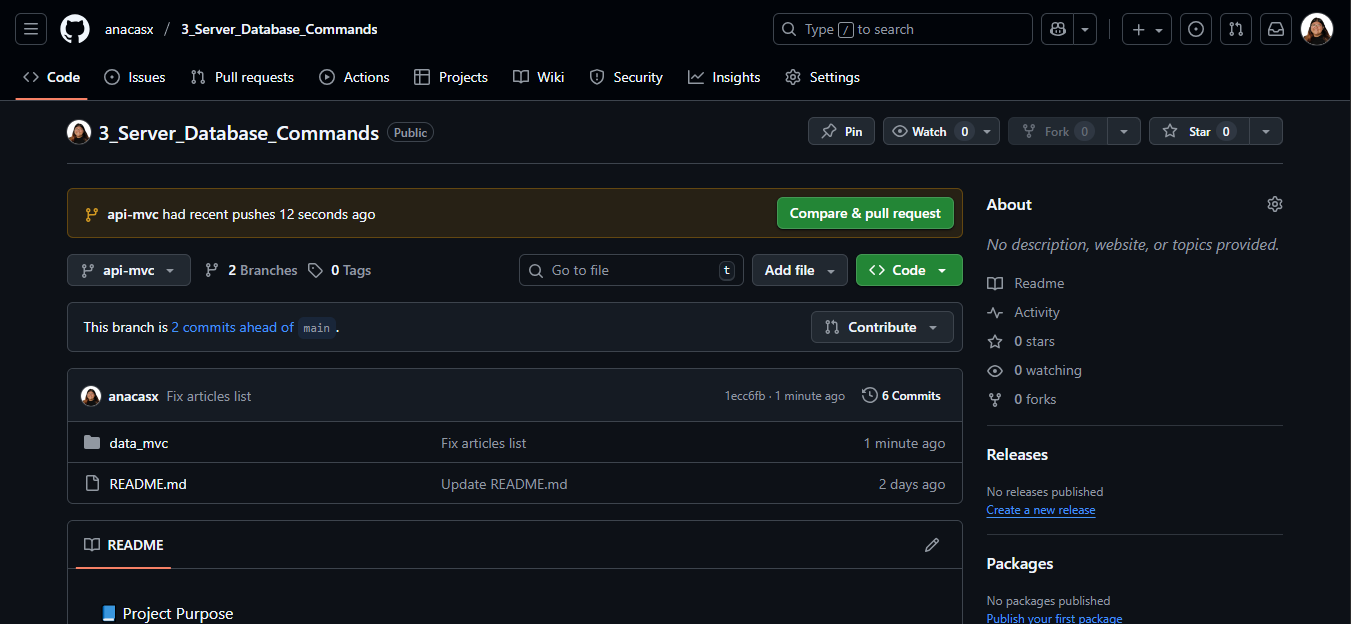 anacasx / 3_Server_Database_Commands
Type / to search
Code Issues Pull requests Actions Projects Wiki Security Insights Settings
3_Server_Database_Commands Public
Pin Watch 0 Fork 0 Star 0
api-mvc had recent pushes 12 seconds ago
Compare & pull request
api-mvc 2 Branches 0 Tags
Go to file t Add file Code
This branch is 2 commits ahead of main .
Contribute
anacasx Fix articles list 1ecc6fb · 1 minute ago 6 Commits
data_mvc Fix articles list 1 minute ago
README.md Update README.md 2 days ago
README
Project Purpose
About
No description, website, or topics provided.
Readme
Activity
0 stars
0 watching
0 forks
Releases
No releases published
Create a new release
Packages
No packages published
Publish your first package